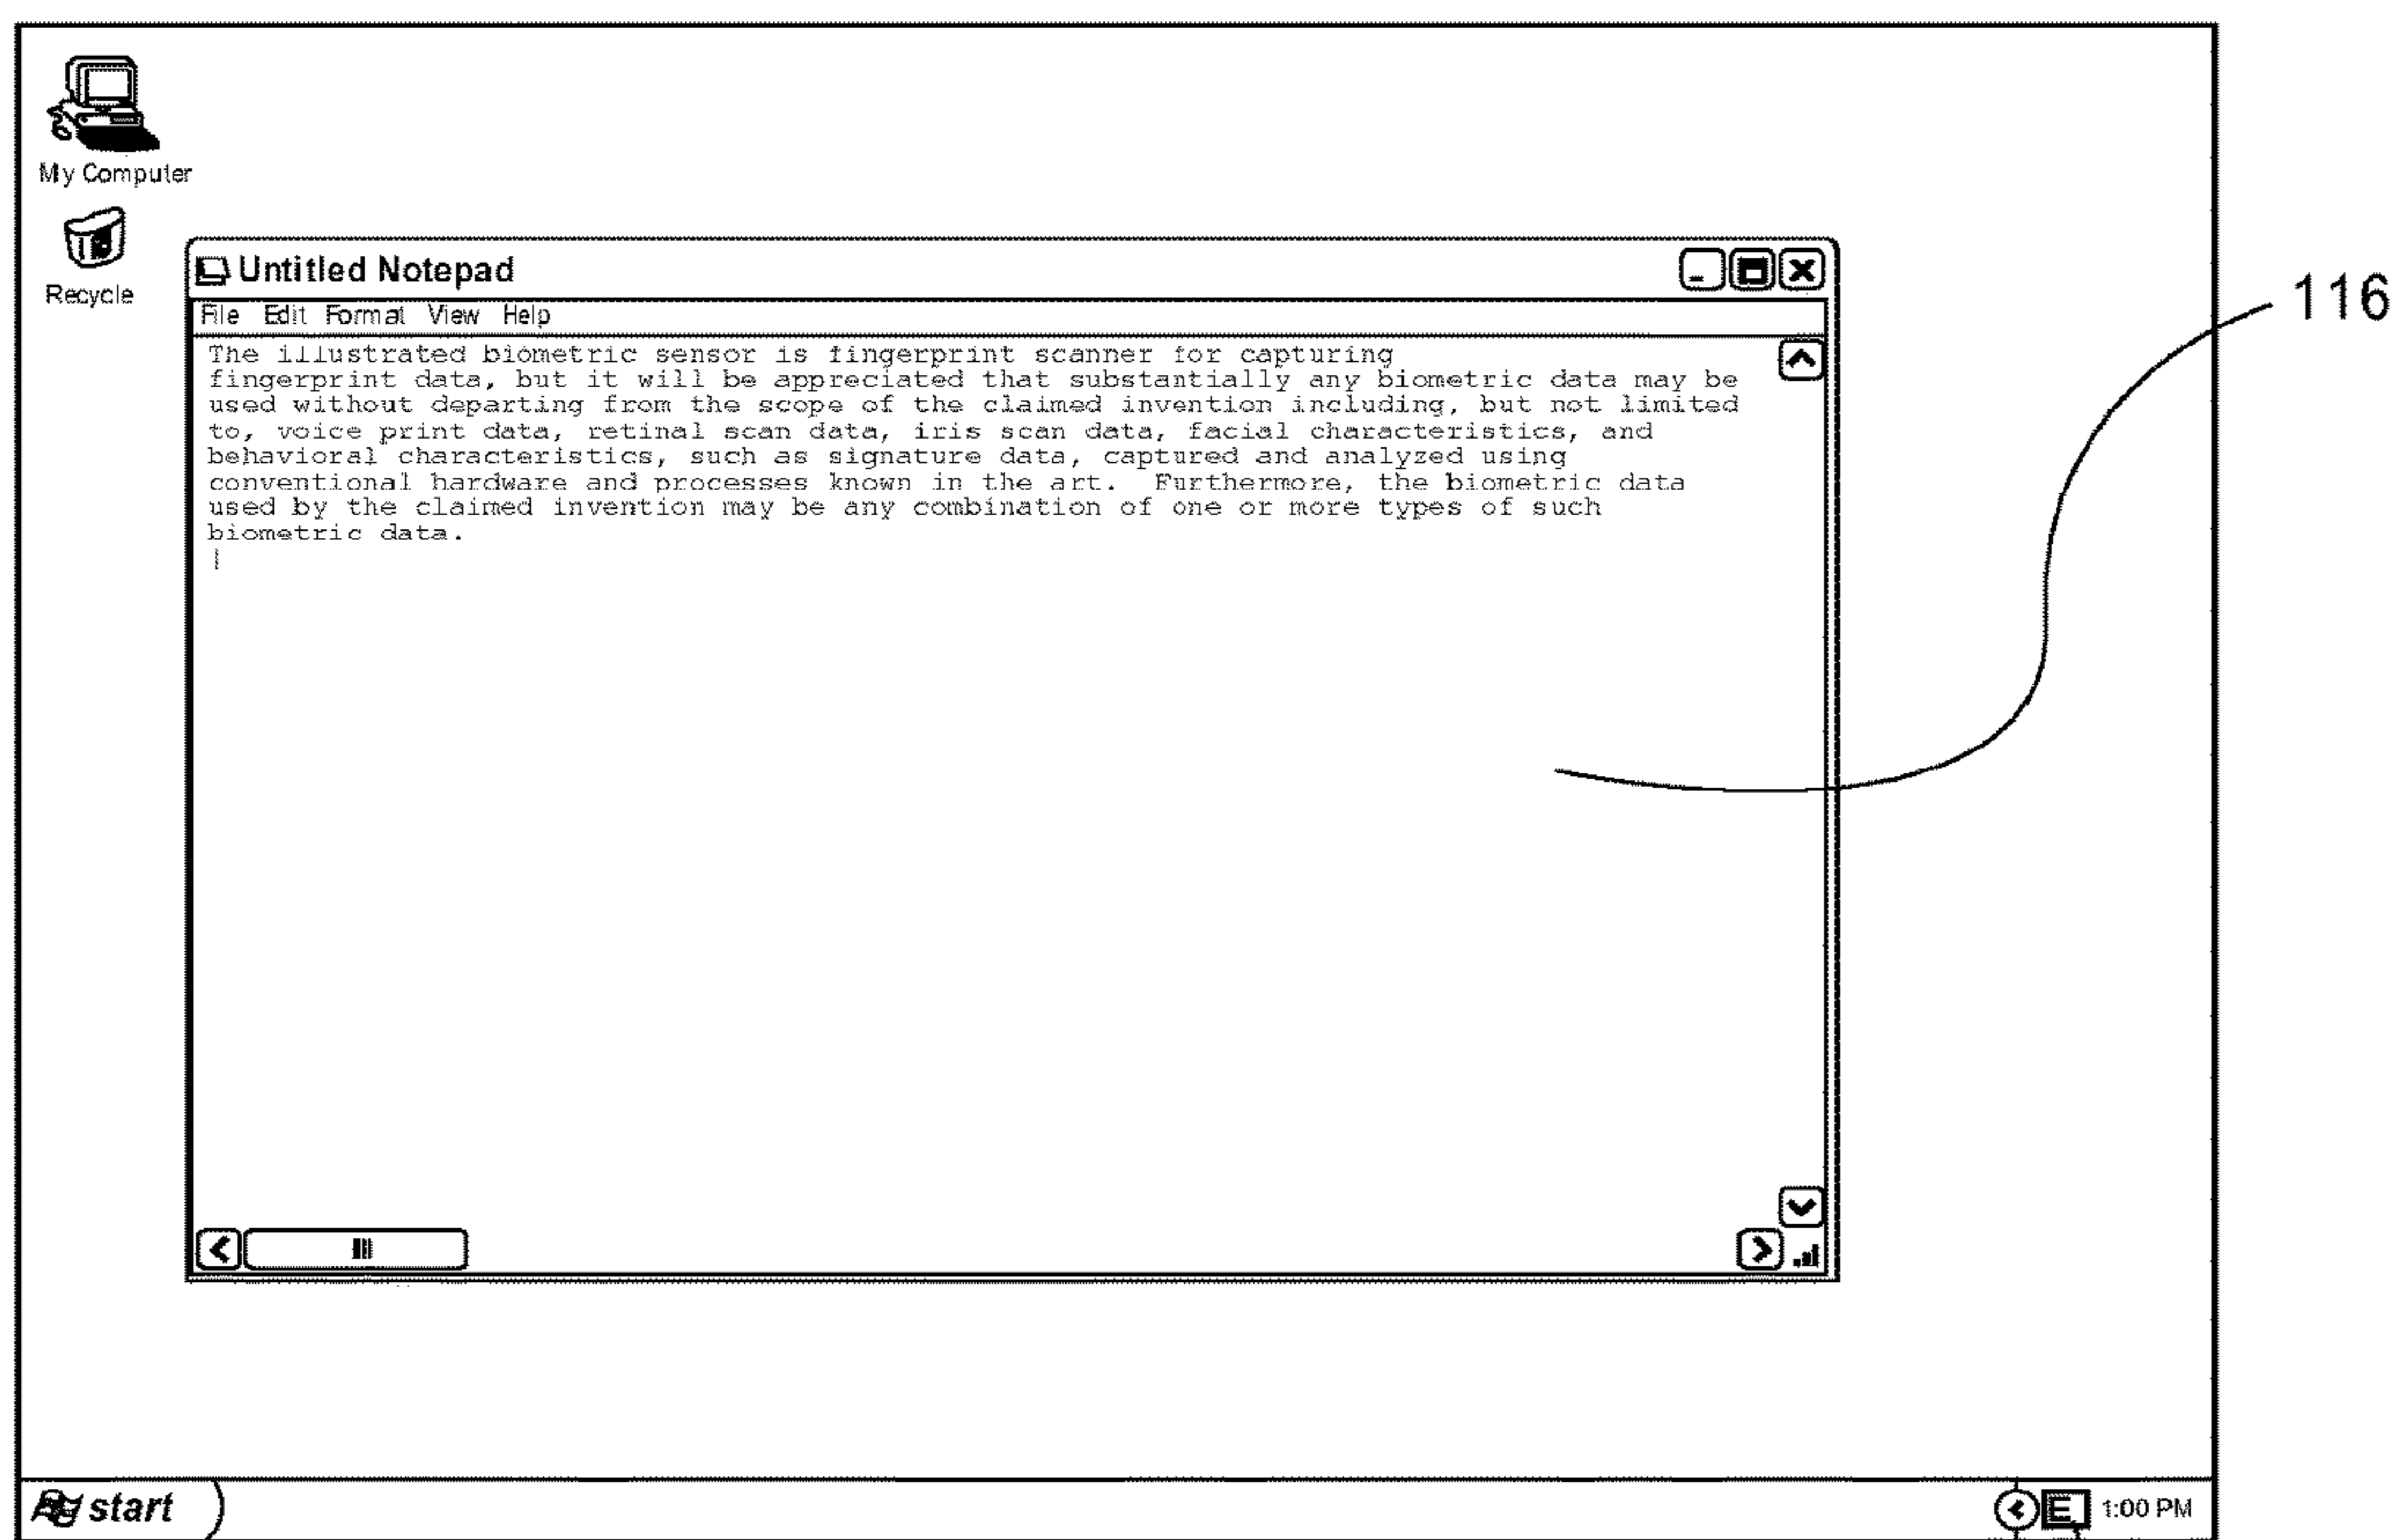 My Computer
Recycle
Untitled Notepad
File Edit Format View Help
The illustrated biometric sensor is fingerprint scanner for capturing
fingerprint data, but it will be appreciated that substantially any biometric data may be
used without departing from the scope of the claimed invention including, but not limited
to, voice print data, retinal scan data, iris scan data, facial characteristics, and
behavioral characteristics, such as signature data, captured and analyzed using
conventional hardware and processes known in the art.  Furthermore, the biometric data
used by the claimed invention may be any combination of one or more types of such
biometric data.
116
start
E
1:00 PM